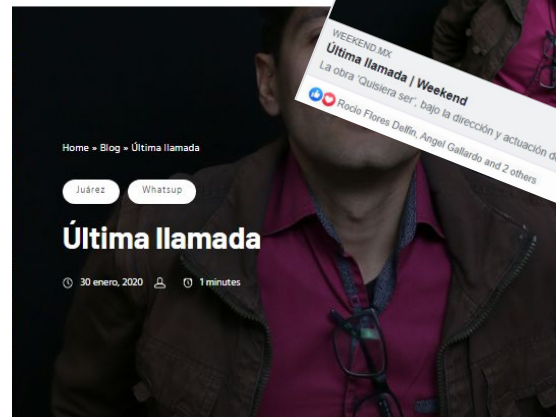 WEEKEND.MX
Última llamada | Weekend
La obra 'Quisiera ser', bajo la dirección y actuación d
Rocío Flores Delfín, Angel Gallardo and 2 others
Home » Blog » Última llamada
Juárez
Whatsup
Última llamada
30 enero, 2020
1 minutes